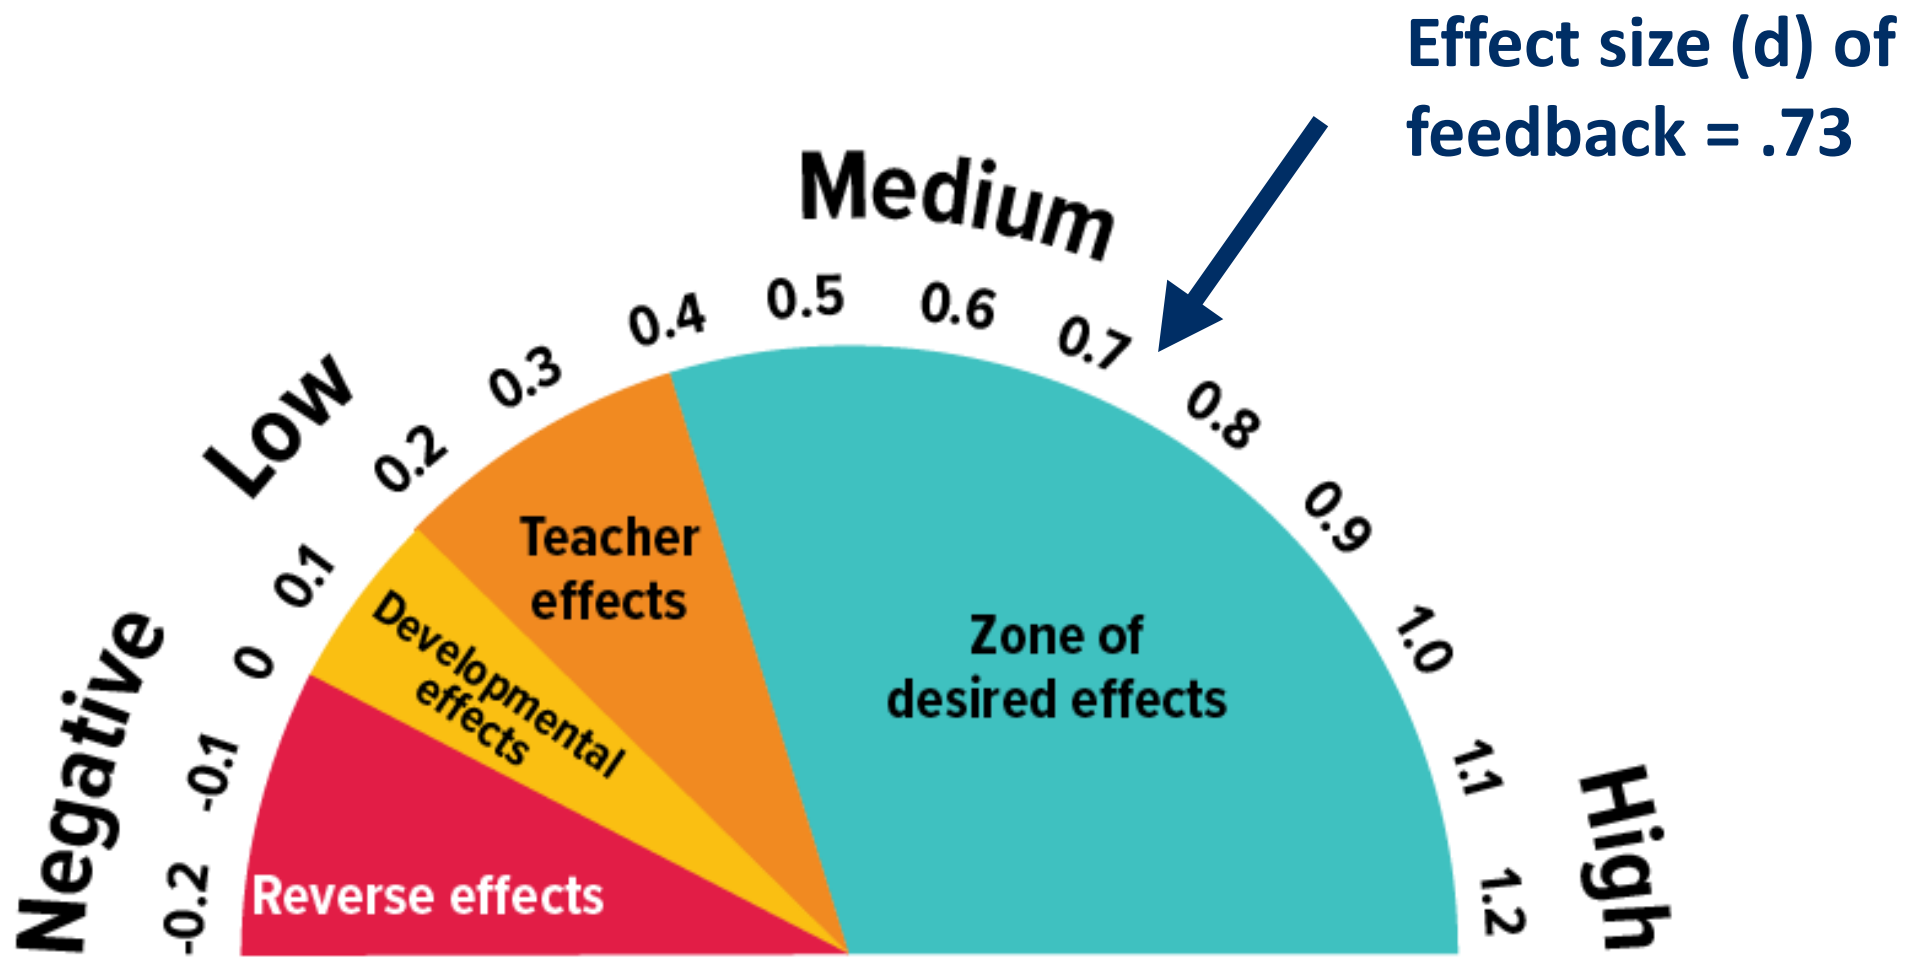 Effect size (d) of
feedback = .73
Negative
Low
Medium
High
-0.2
-0.1
0
0.1
0.2
0.3
0.4
0.5
0.6
0.7
0.8
0.9
1.0
1.1
1.2
Reverse effects
Developmental
effects
Teacher
effects
Zone of
desired effects